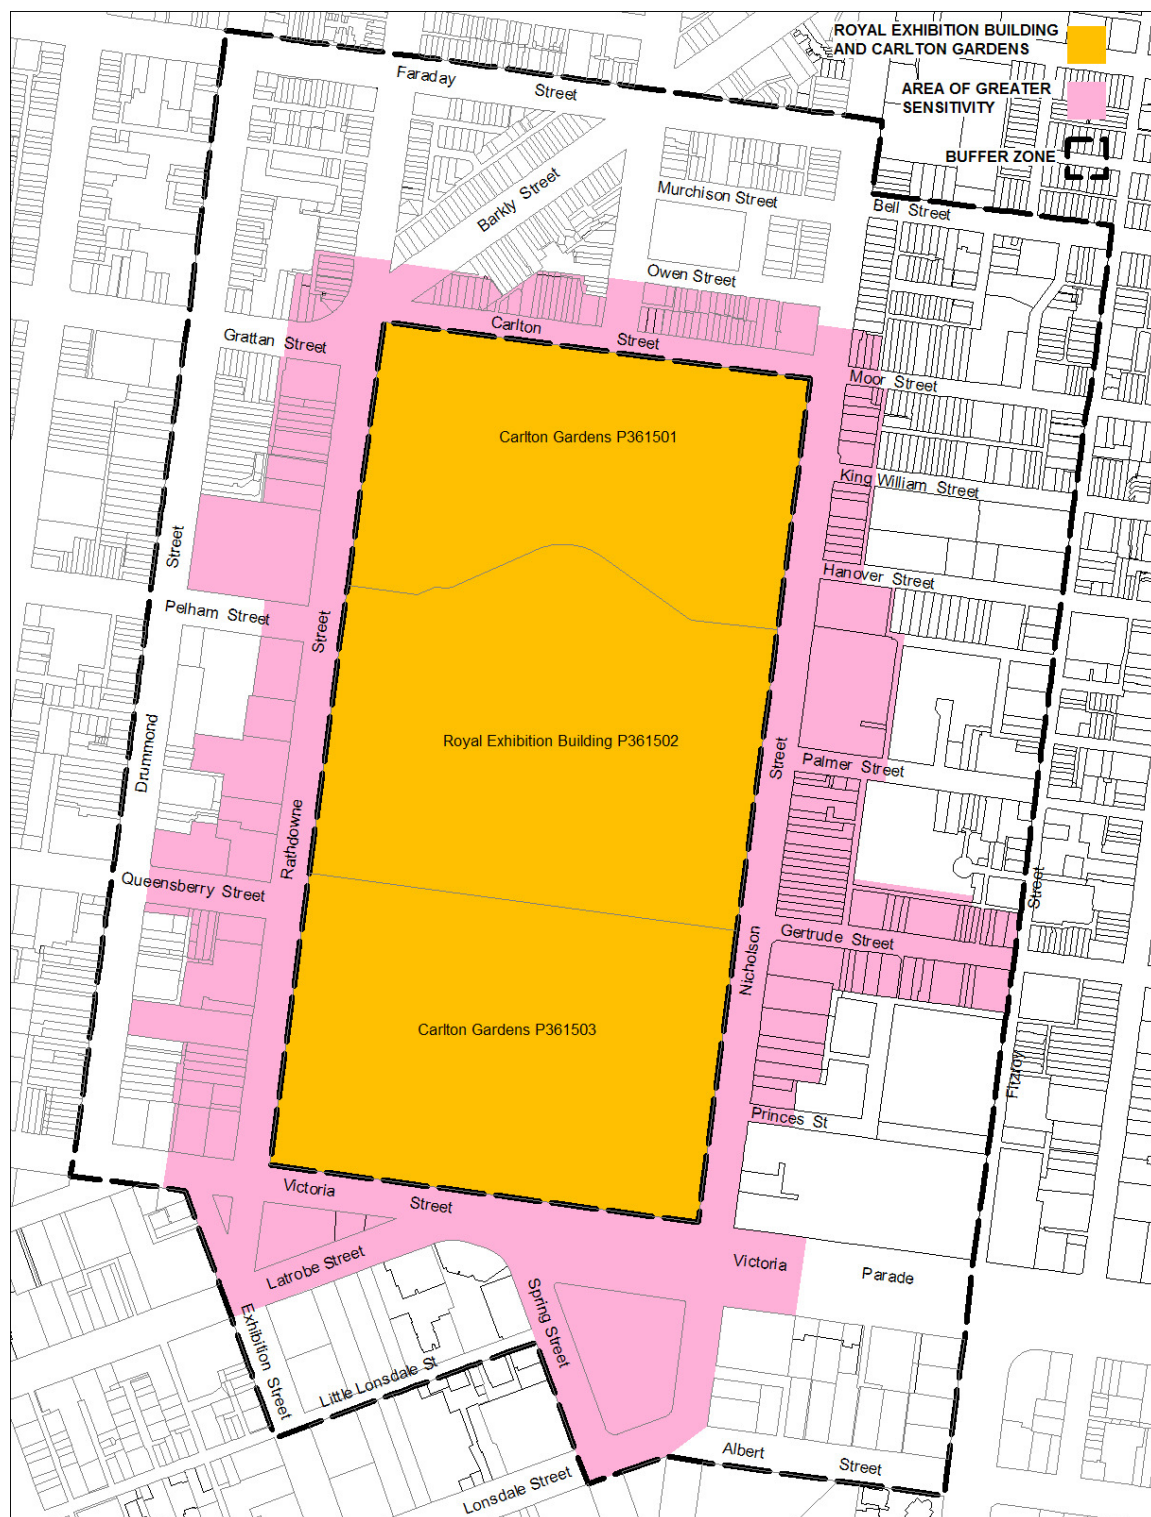 ROYAL EXHIBITION BUILDING
AND CARLTON GARDENS
AREA OF GREATER
SENSITIVITY
BUFFER ZONE
Faraday Street
Barkly Street
Murchison Street
Bell Street
Owen Street
Carlton Street
Grattan Street
Moor Street
Carlton Gardens P361501
King William Street
Street
Hanover Street
Pelham Street
Street
Drummond
Royal Exhibition Building P361502
Street
Palmer Street
Rathdowne
Queensberry Street
Street
Gertrude Street
Nicholson
Carlton Gardens P361503
Fitzroy
Princes St
Victoria Street
Latrobe Street
Victoria Parade
Spring Street
Exhibition Street
Little Lonsdale St
Albert Street
Lonsdale Street